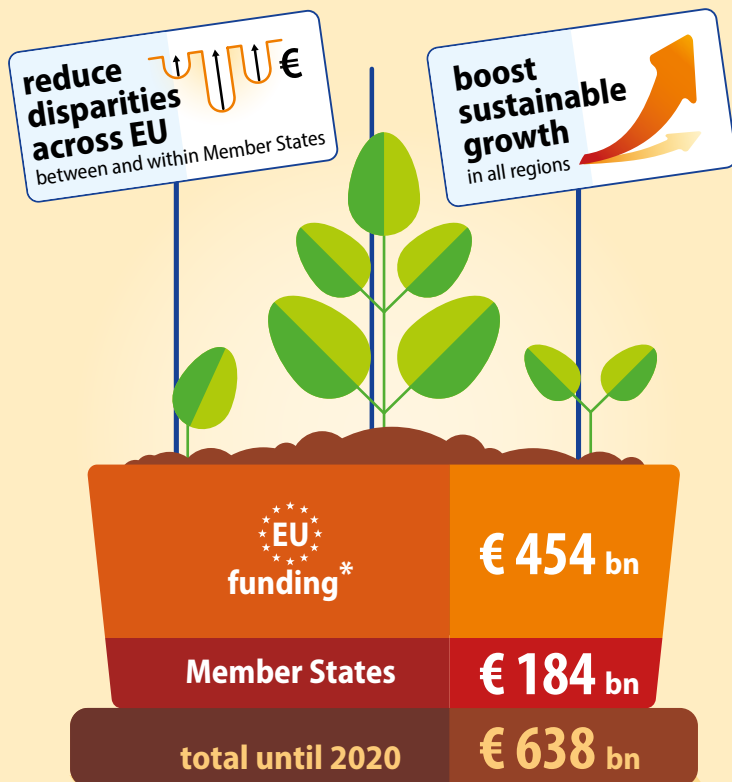 reduce
disparities
across EU
between and within Member States
€
boost
sustainable
growth
in all regions
EU
funding*
€ 454 bn
Member States
€ 184 bn
total until 2020
€ 638 bn